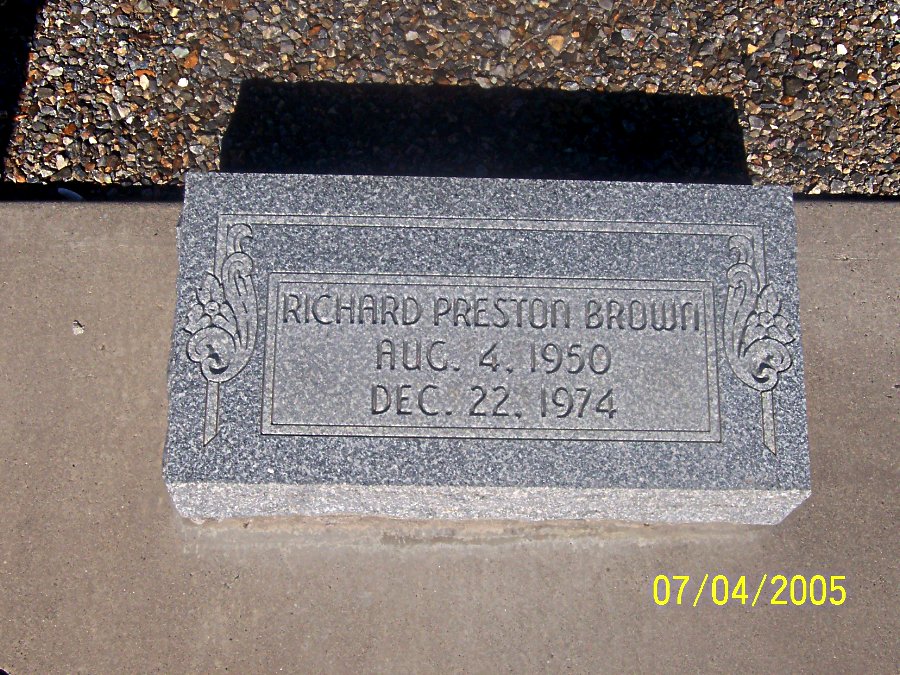 RICHARD PRESTON BROWN
AUG. 4. 1950
DEC. 22. 1974
07/04/2005